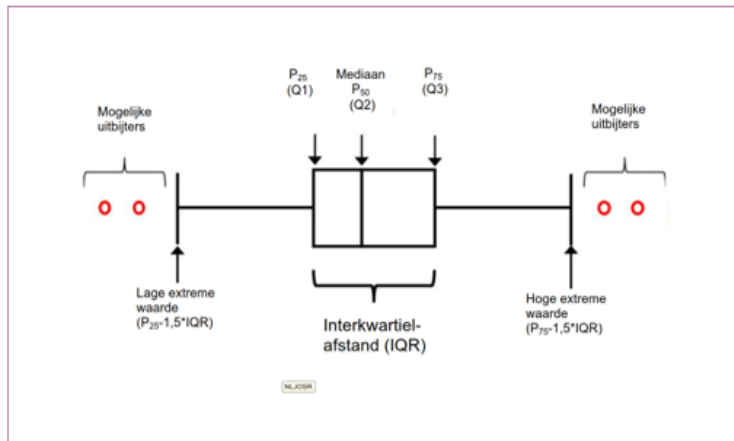 P25
(Q1)
Mediaan
P50
(Q2)
P75
(Q3)
Mogelijke
uitbijters
Mogelijke
uitbijters
Lage extreme
waarde
(P25-1,5*IQR)
Interkwartiel-
afstand (IQR)
Hoge extreme
waarde
(P75-1,5*IQR)